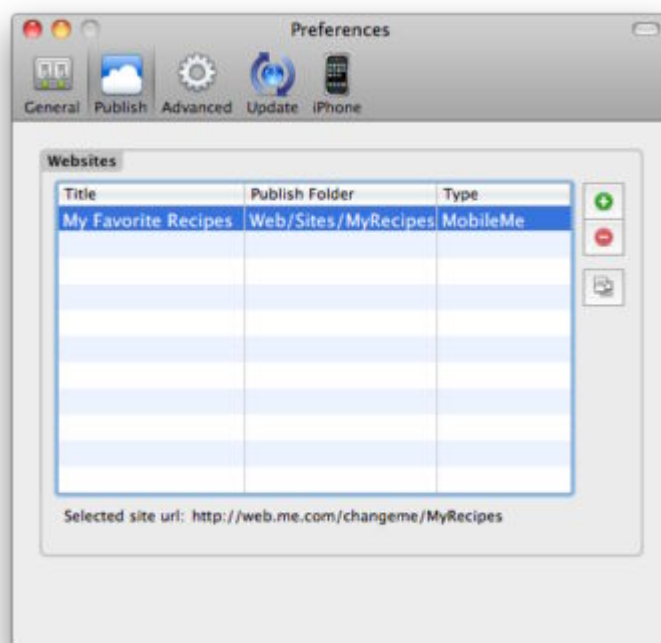 Preferences
General Publish Advanced Update iPhone
Websites
Title Publish Folder Type
My Favorite Recipes Web/Sites/MyRecipes MobileMe
Selected site url: http://web.me.com/changeme/MyRecipes